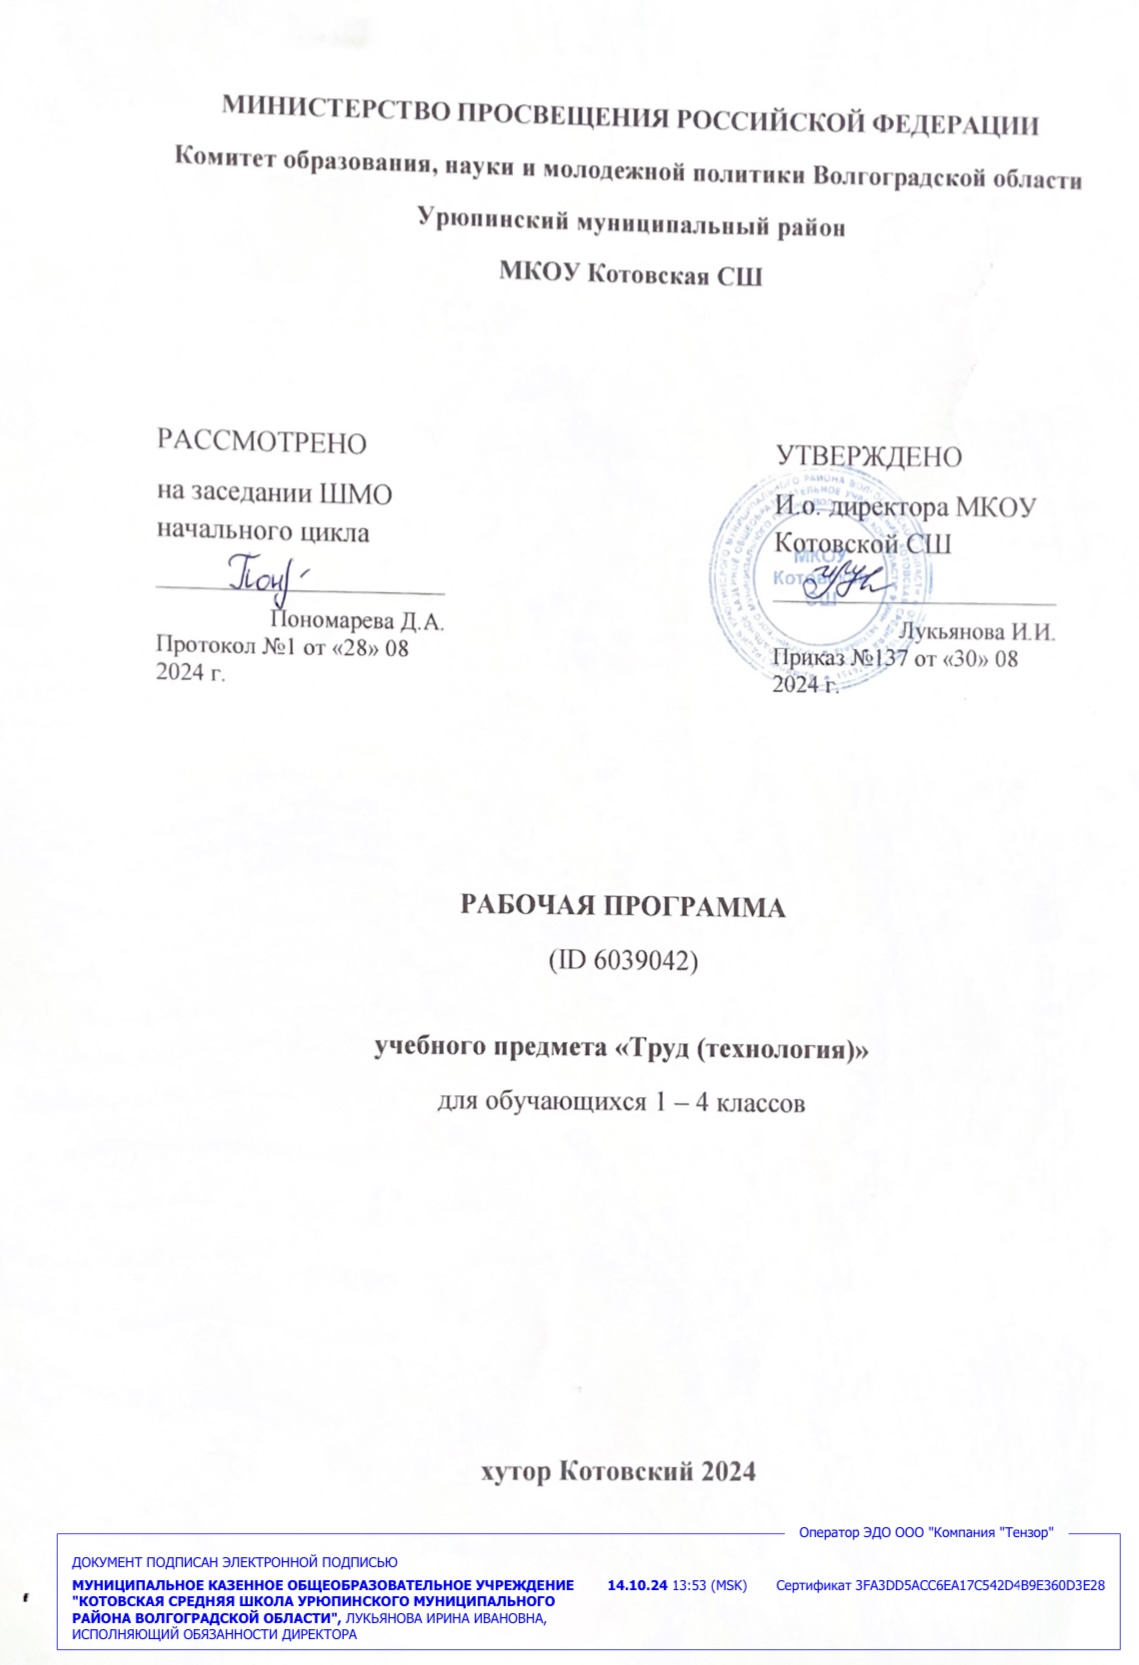 МИНИСТЕРСТВО ПРОСВЕЩЕНИЯ РОССИЙСКОЙ ФЕДЕРАЦИИ
Комитет образования, науки и молодежной политики Волгоградской области
Урюпинский муниципальный район
МКОУ Котовская СШ
РАССМОТРЕНО
на заседании ШМО
начального цикла
Пономарева Д.А.
Протокол №1 от «28» 08
2024 г.
УТВЕРЖДЕНО
И.о. директора МКОУ
Котовской СШ
МКОУ
СШ
Лукьянова И.И.
Приказ №137 от «30» 08
2024 г.
РАБОЧАЯ ПРОГРАММА
(ID 6039042)
учебного предмета «Труд (технология)»
для обучающихся 1 – 4 классов
хутор Котовский 2024
Оператор ЭДО ООО "Компания "Тензор"
ДОКУМЕНТ ПОДПИСАН ЭЛЕКТРОННОЙ ПОДПИСЬЮ
МУНИЦИПАЛЬНОЕ КАЗЕННОЕ ОБЩЕОБРАЗОВАТЕЛЬНОЕ УЧРЕЖДЕНИЕ
"КОТОВСКАЯ СРЕДНЯЯ ШКОЛА УРЮПИНСКОГО МУНИЦИПАЛЬНОГО
РАЙОНА ВОЛГОГРАДСКОЙ ОБЛАСТИ", ЛУКЬЯНОВА ИРИНА ИВАНОВНА,
ИСПОЛНЯЮЩИЙ ОБЯЗАННОСТИ ДИРЕКТОРА
14.10.24 13:53 (MSK)
Сертификат 3FA3DD5ACC6EA17C542D4B9E360D3E28